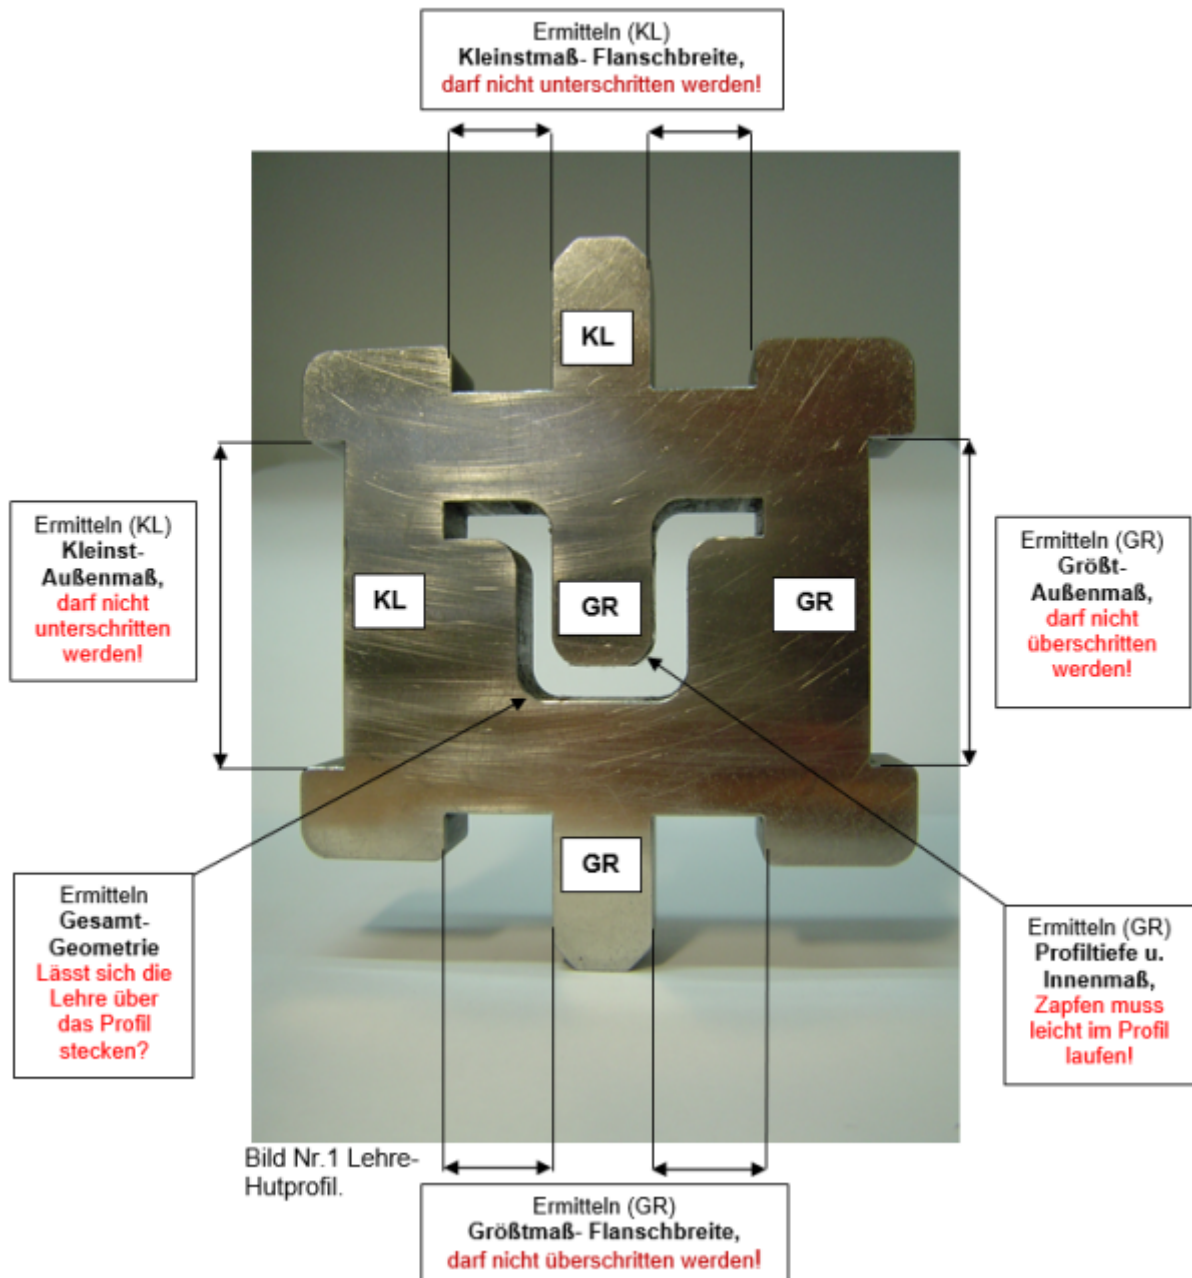 Ermitteln (KL)
Kleinstmaß- Flanschbreite,
darf nicht unterschritten werden!
KL
Ermitteln (KL)
Kleinst-
Außenmaß,
darf nicht
unterschritten
werden!
KL
GR
GR
Ermitteln (GR)
Größt-
Außenmaß,
darf nicht
überschritten
werden!
GR
Ermitteln
Gesamt-
Geometrie
Lässt sich die
Lehre über
das Profil
stecken?
Ermitteln (GR)
Profiltiefe u.
Innenmaß,
Zapfen muss
leicht im Profil
laufen!
Bild Nr.1 Lehre-
Hutprofil.
Ermitteln (GR)
Größtmaß- Flanschbreite,
darf nicht überschritten werden!